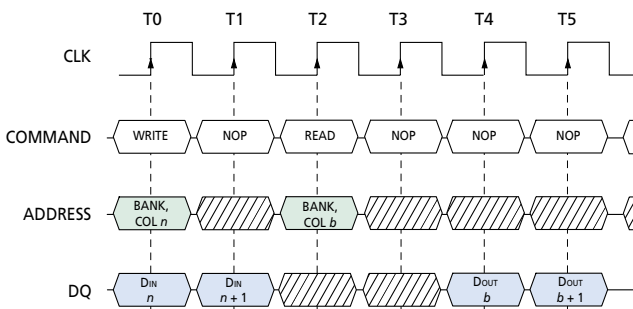 T0 T1 T2 T3 T4 T5
CLK
COMMAND WRITE NOP READ NOP NOP NOP
ADDRESS BANK, COL n BANK, COL b
DQ DIN n DIN n + 1 DOUT b DOUT b + 1